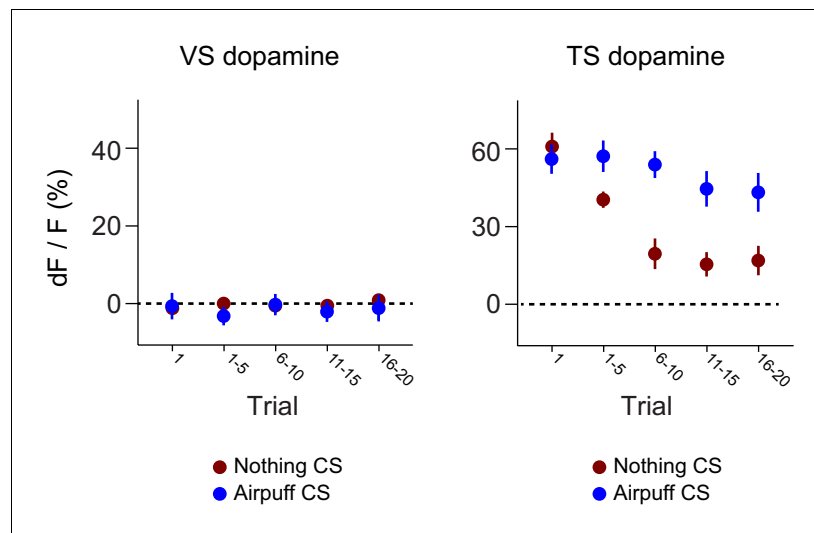 VS dopamine
dF / F (%)
40
20
0
1
1-5
6-10
11-15
16-20
Trial
Nothing CS
Airpuff CS
TS dopamine
60
30
0
1
1-5
6-10
11-15
16-20
Trial
Nothing CS
Airpuff CS